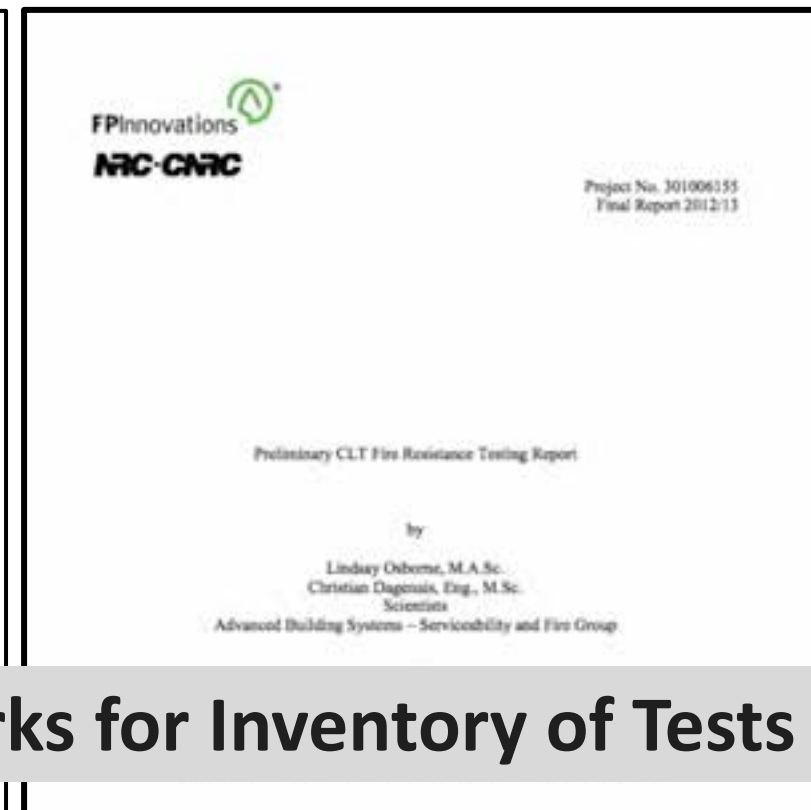 FPInnovations®
NRC·CNRC
Project No. 301006155
Final Report 2012/13
Preliminary CLT Fire Resistance Testing Report
by
Lindsay Osborne, M.A.Sc.
Christian Dagenais, Eng., M.Sc.
Scientists
Advanced Building Systems – Serviceability and Fire Group
rks for Inventory of Tests